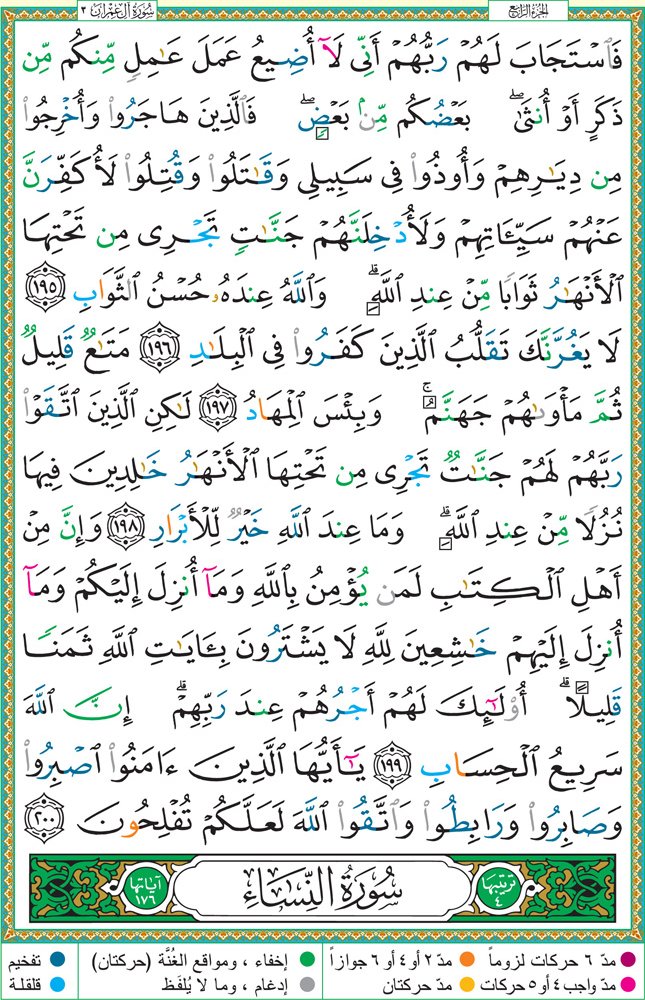 الجزء الرابع
سورة آل عمران ٣
فَٱسْتَجَابَ لَهُمْ رَبُّهُمْ أَنِّي لَآ أُضِيعُ عَمَلَ عَٰمِلٍ مِّنكُم مِّن
ذَكَرٍ أَوْ أُنثَىٰۖ بَعْضُكُم مِّنۢ بَعْضٍۖ فَٱلَّذِينَ هَاجَرُوا۟ وَأُخْرِجُوا۟
مِن دِيَٰرِهِمْ وَأُوذُوا۟ فِى سَبِيلِى وَقَٰتَلُوا۟ وَقُتِلُوا۟ لَأُكَفِّرَنَّ
عَنْهُمْ سَيِّـَٔاتِهِمْ وَلَأُدْخِلَنَّهُمْ جَنَّٰتٍ تَجْرِى مِن تَحْتِهَا
ٱلْأَنْهَٰرُ ثَوَابًا مِّنْ عِندِ ٱللَّهِۗ وَٱللَّهُ عِندَهُۥ حُسْنُ ٱلثَّوَابِ ١٩٥
لَا يَغُرَّنَّكَ تَقَلُّبُ ٱلَّذِينَ كَفَرُوا۟ فِى ٱلْبِلَٰدِ ١٩٦ مَتَٰعٌ قَلِيلٌ
ثُمَّ مَأْوَىٰهُمْ جَهَنَّمُۚ وَبِئْسَ ٱلْمِهَادُ ١٩٧ لَٰكِنِ ٱلَّذِينَ ٱتَّقَوْا۟
رَبَّهُمْ لَهُمْ جَنَّٰتٌ تَجْرِى مِن تَحْتِهَا ٱلْأَنْهَٰرُ خَٰلِدِينَ فِيهَا
نُزُلًا مِّنْ عِندِ ٱللَّهِۗ وَمَا عِندَ ٱللَّهِ خَيْرٌ لِّلْأَبْرَارِ ١٩٨ وَإِنَّ مِنْ
أَهْلِ ٱلْكِتَٰبِ لَمَن يُؤْمِنُ بِٱللَّهِ وَمَآ أُنزِلَ إِلَيْكُمْ وَمَآ
أُنزِلَ إِلَيْهِمْ خَٰشِعِينَ لِلَّهِ لَا يَشْتَرُونَ بِـَٔايَٰتِ ٱللَّهِ ثَمَنًا
قَلِيلًاۗ أُو۟لَٰٓئِكَ لَهُمْ أَجْرُهُمْ عِندَ رَبِّهِمْۗ إِنَّ ٱللَّهَ
سَرِيعُ ٱلْحِسَابِ ١٩٩ يَٰٓأَيُّهَا ٱلَّذِينَ ءَامَنُوا۟ ٱصْبِرُوا۟
وَصَابِرُوا۟ وَرَابِطُوا۟ وَٱتَّقُوا۟ ٱللَّهَ لَعَلَّكُمْ تُفْلِحُونَ ٢٠٠
ترتيبها ٤
سُورَةُ النِّسَاءِ
آياتها ١٧٦
مدّ ٦ حركات لزوماً مدّ ٢ أو ٤ أو ٦ جوازاً إخفاء ، ومواقع الغُنَّة (حركتان) تفخيم
مدّ واجب ٤ أو ٥ حركات مدّ حركتان إدغام ، وما لا يُلفَظ قلقلة